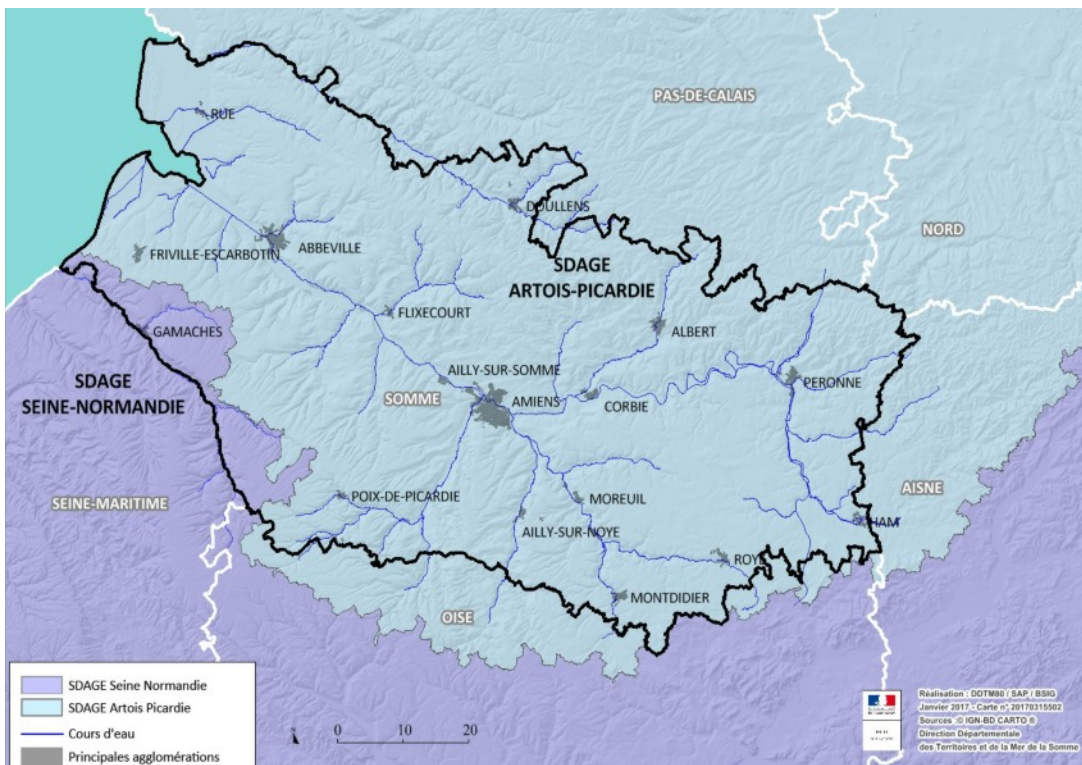 PAS-DE-CALAIS
RUE
DOULLENS
NORD
ABBEVILLE
FRIVILLE-ESCARBOTIN
SDAGE
ARTOIS-PICARDIE
FLIXECOURT
GAMACHES
ALBERT
AILLY-SUR-SOMME
PERONNE
SDAGE
SEINE-NORMANDIE
SOMME
AMIENS
CORBIE
SEINE-MARITIME
POIX-DE-PICARDIE
MOREUIL
AISNE
AILLY-SUR-NOYE
HAM
ROYE
MONTDIDIER
OISE
SDAGE Seine Normandie
SDAGE Artois Picardie
Cours d'eau
Principales agglomérations
N
0 10 20
Réalisation : DDTM80 / SAP / BSIG
Janvier 2017 - Carte n° 20170315502
Sources © IGN-BD CARTO ®
Direction Départementale
des Territoires et de la Mer de la Somme